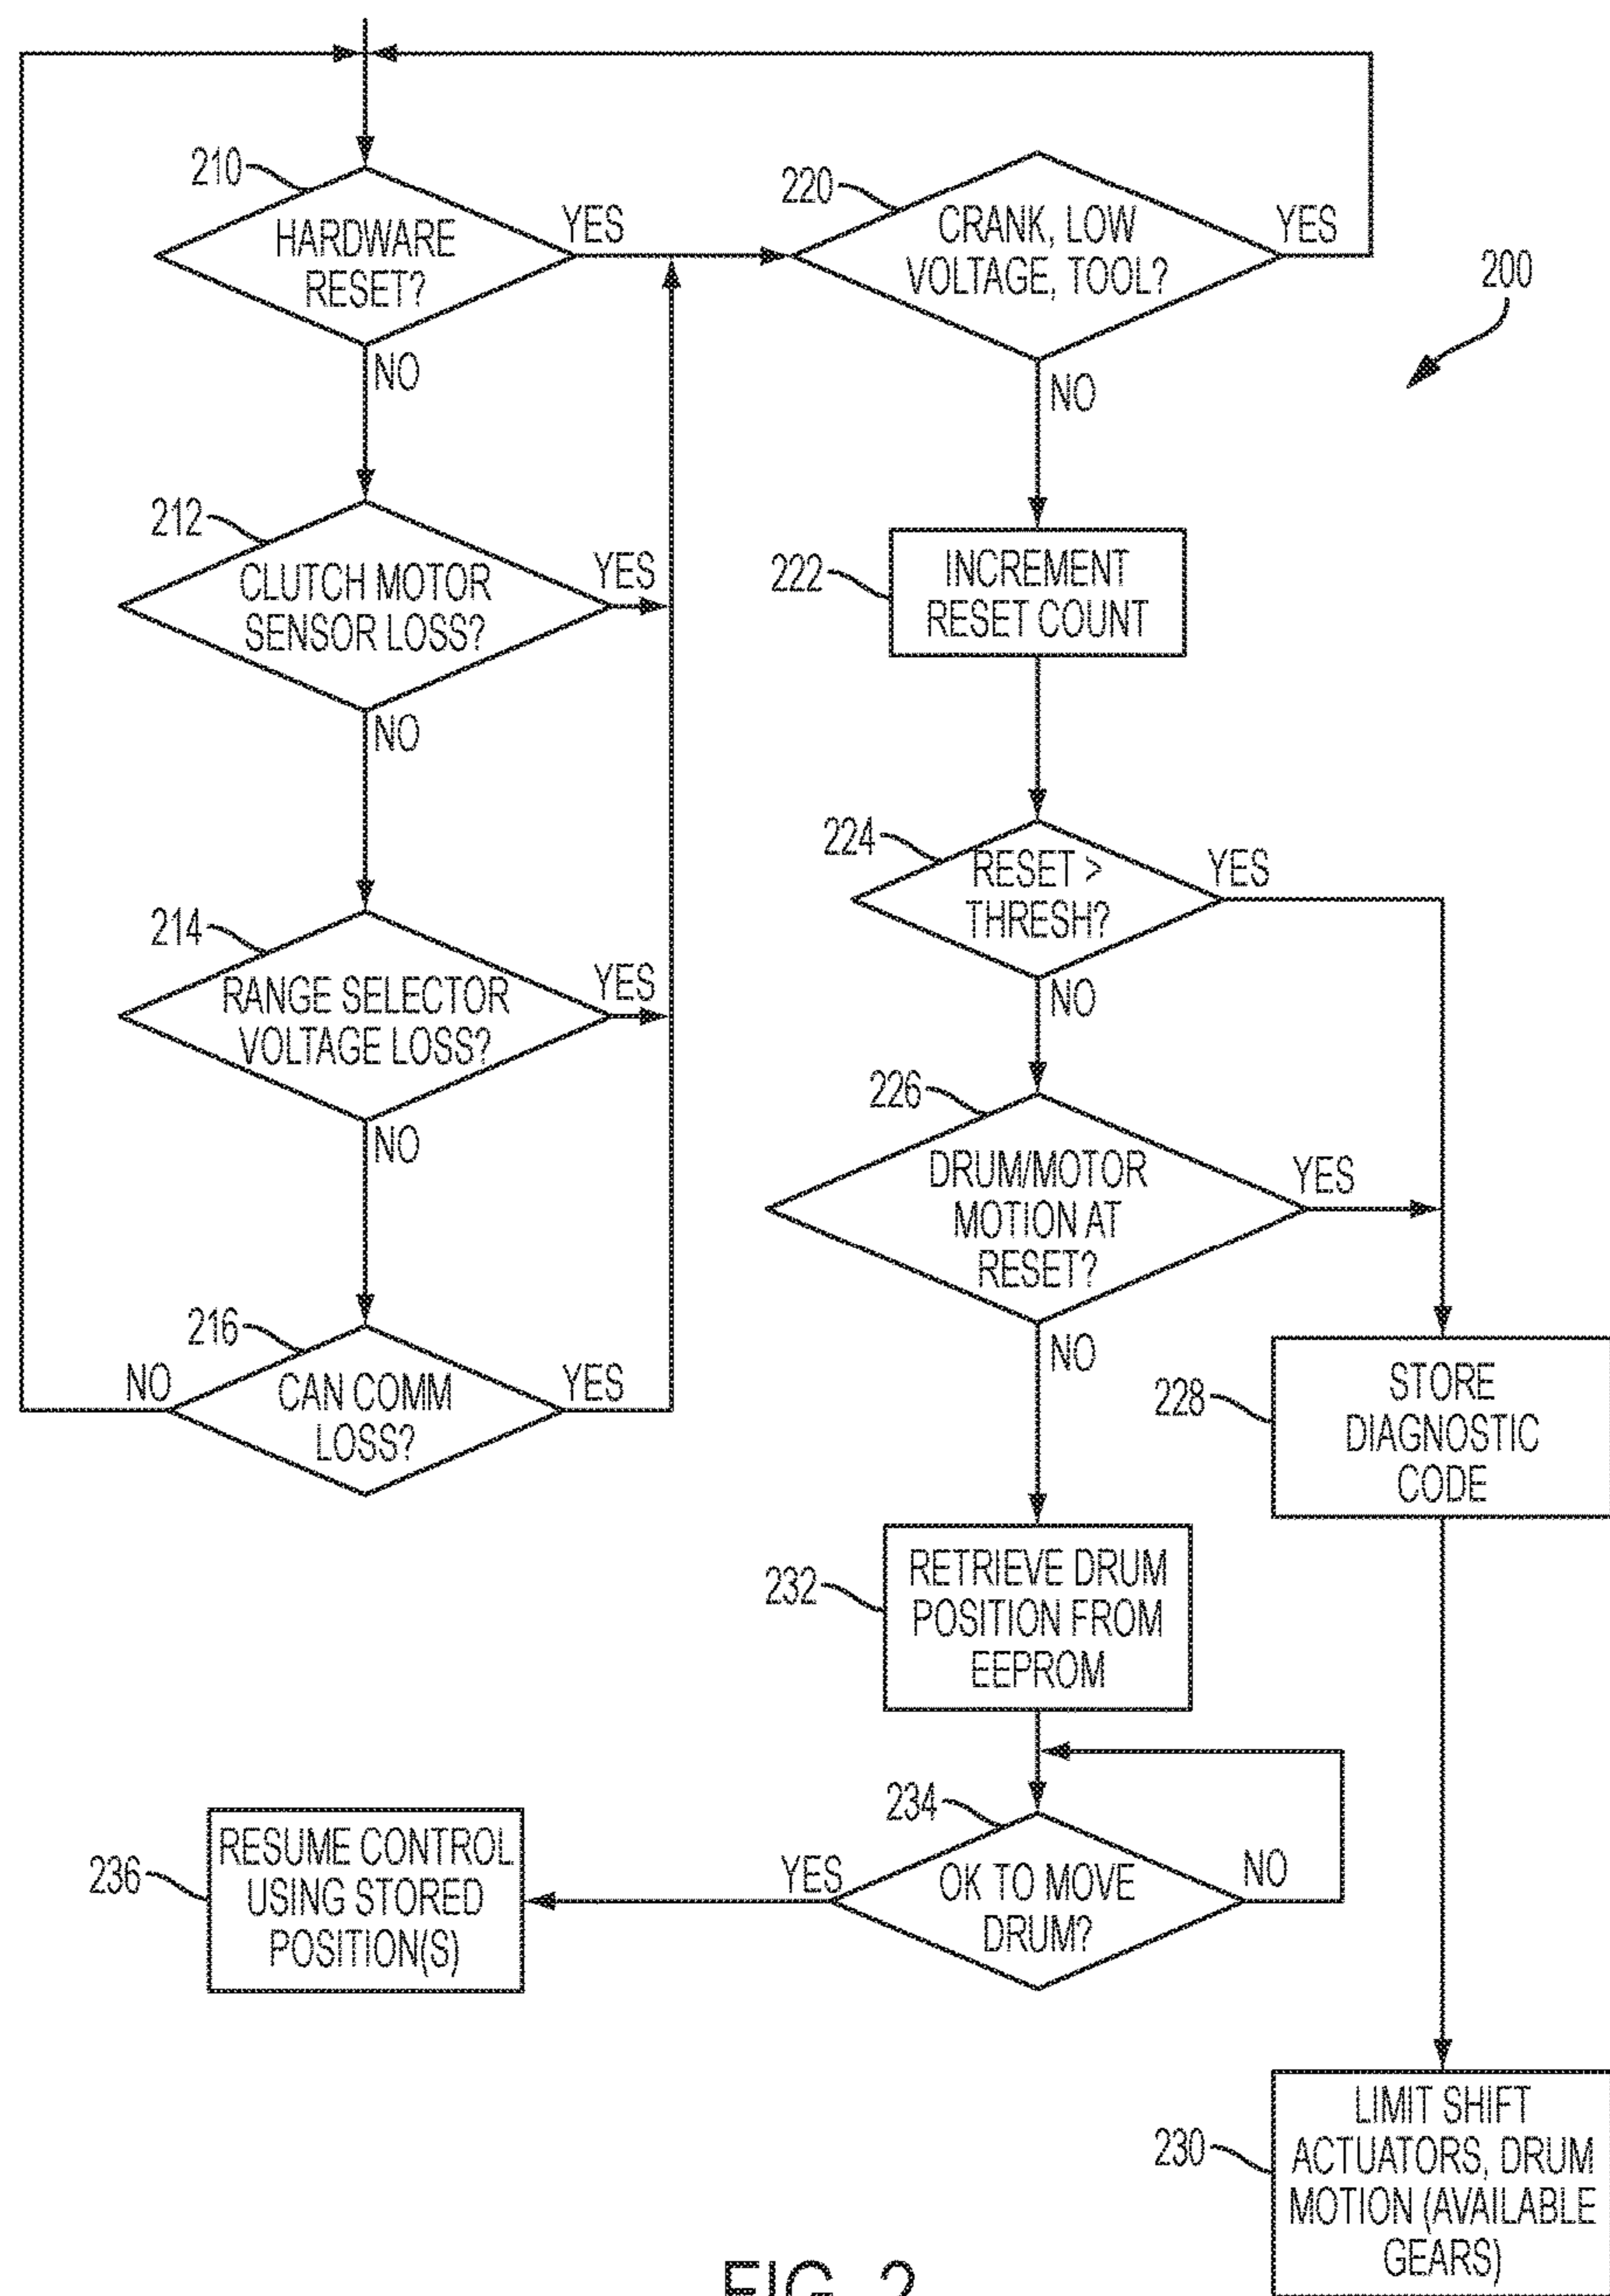 210
HARDWARE
RESET?
YES
NO
220
CRANK, LOW
VOLTAGE, TOOL?
YES
NO
200
212
CLUTCH MOTOR
SENSOR LOSS?
YES
NO
222
INCREMENT
RESET COUNT
214
RANGE SELECTOR
VOLTAGE LOSS?
YES
NO
224
RESET >
THRESH?
YES
NO
226
DRUM/MOTOR
MOTION AT
RESET?
YES
NO
216
CAN COMM
LOSS?
NO
YES
228
STORE
DIAGNOSTIC
CODE
232
RETRIEVE DRUM
POSITION FROM
EEPROM
234
OK TO MOVE
DRUM?
YES
NO
236
RESUME CONTROL
USING STORED
POSITION(S)
230
LIMIT SHIFT
ACTUATORS, DRUM
MOTION (AVAILABLE
GEARS)
FIG. 2